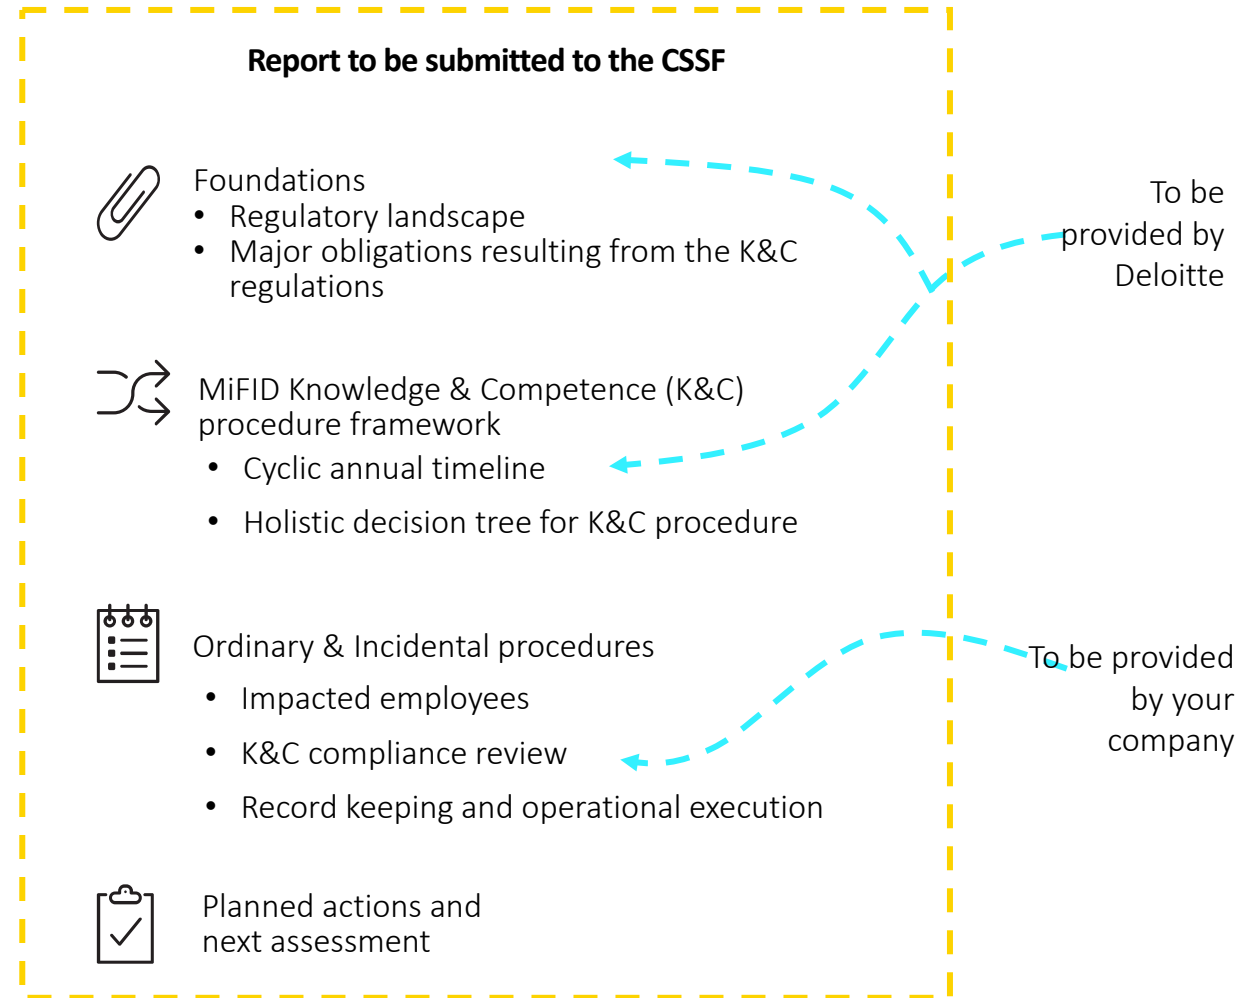 Report to be submitted to the CSSF
Foundations
• Regulatory landscape
• Major obligations resulting from the K&C
regulations
To be
provided by
Deloitte
MiFID Knowledge & Competence (K&C)
procedure framework
• Cyclic annual timeline
• Holistic decision tree for K&C procedure
Ordinary & Incidental procedures
• Impacted employees
• K&C compliance review
• Record keeping and operational execution
To be provided
by your
company
Planned actions and
next assessment